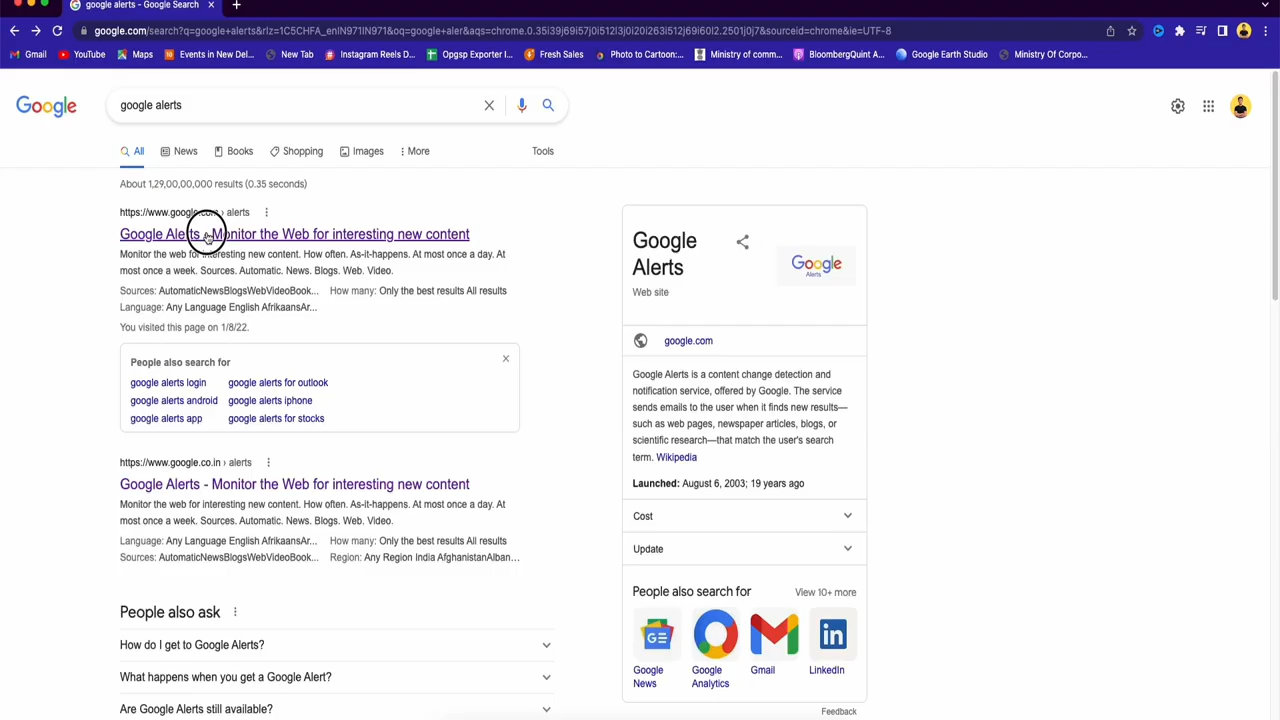 google alerts - Google Search
google.com/search?q=google+alerts&rlz=1C5CHFA_enIN971IN971&oq=google+aler&aqs=chrome.0.35i39j69i57j0i512l3j0i20i263i512j69i60l2.2501j0j7&sourceid=chrome&ie=UTF-8
Gmail YouTube Maps Events in New Del... New Tab Instagram Reels D... Opgsp Exporter I... Fresh Sales Photo to Cartoon:... Ministry of comm... BloombergQuint A... Google Earth Studio Ministry Of Corpo...
Google google alerts
All News Books Shopping Images More Tools
About 1,29,00,00,000 results (0.35 seconds)
https://www.google.com › alerts
Google Alerts - Monitor the Web for interesting new content
Monitor the web for interesting new content. How often. As-it-happens. At most once a day. At
most once a week. Sources. Automatic. News. Blogs. Web. Video.
Sources: AutomaticNewsBlogsWebVideoBook... How many: Only the best results All results
Language: Any Language English AfrikaansAr...
You visited this page on 1/8/22.
People also search for
google alerts login google alerts for outlook
google alerts android google alerts iphone
google alerts app google alerts for stocks
https://www.google.co.in › alerts
Google Alerts - Monitor the Web for interesting new content
Monitor the web for interesting new content. How often. As-it-happens. At most once a day. At
most once a week. Sources. Automatic. News. Blogs. Web. Video.
Language: Any Language English AfrikaansAr... How many: Only the best results All results
Sources: AutomaticNewsBlogsWebVideoBook... Region: Any Region India AfghanistanAlban...
People also ask
How do I get to Google Alerts?
What happens when you get a Google Alert?
Are Google Alerts still available?
Google
Alerts
Web site
Google
Alerts
google.com
Google Alerts is a content change detection and
notification service, offered by Google. The service
sends emails to the user when it finds new results—
such as web pages, newspaper articles, blogs, or
scientific research—that match the user's search
term. Wikipedia
Launched: August 6, 2003; 19 years ago
Cost
Update
People also search for View 10+ more
GE in
Google
News
Google
Analytics
Gmail
LinkedIn
Feedback